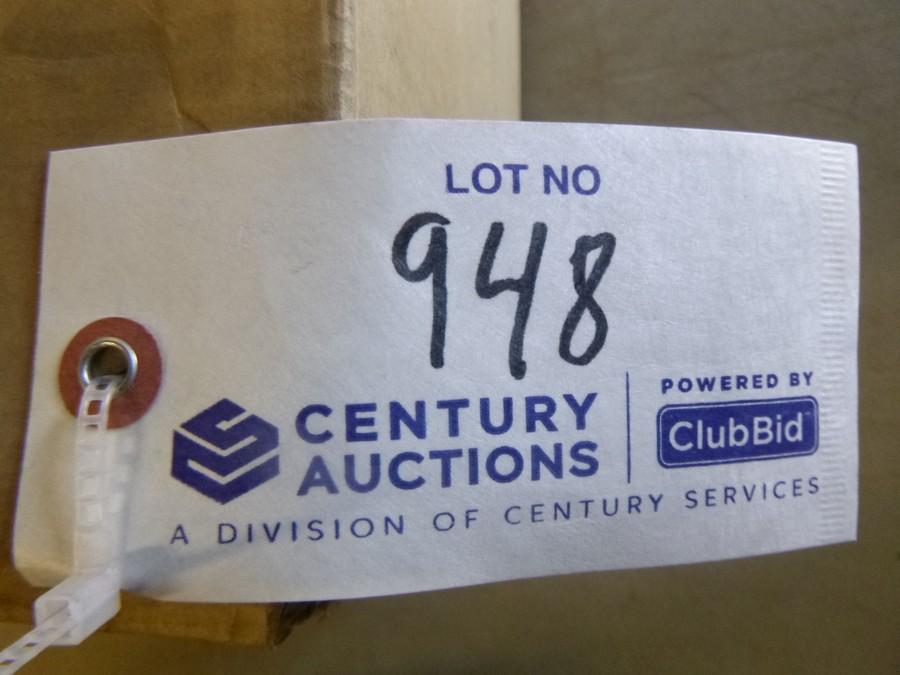 LOT NO
948
CENTURY
AUCTIONS
POWERED BY
ClubBid
A DIVISION OF CENTURY SERVICES